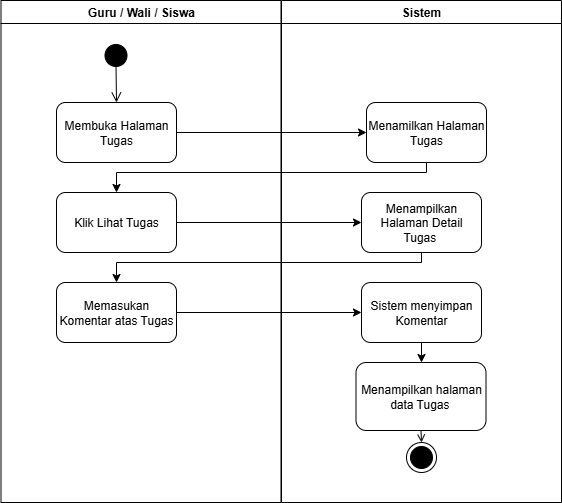 Guru / Wali / Siswa
Sistem
Membuka Halaman
Tugas
Menamilkan Halaman
Tugas
Klik Lihat Tugas
Menampilkan
Halaman Detail
Tugas
Memasukan
Komentar atas Tugas
Sistem menyimpan
Komentar
Menampilkan halaman
data Tugas